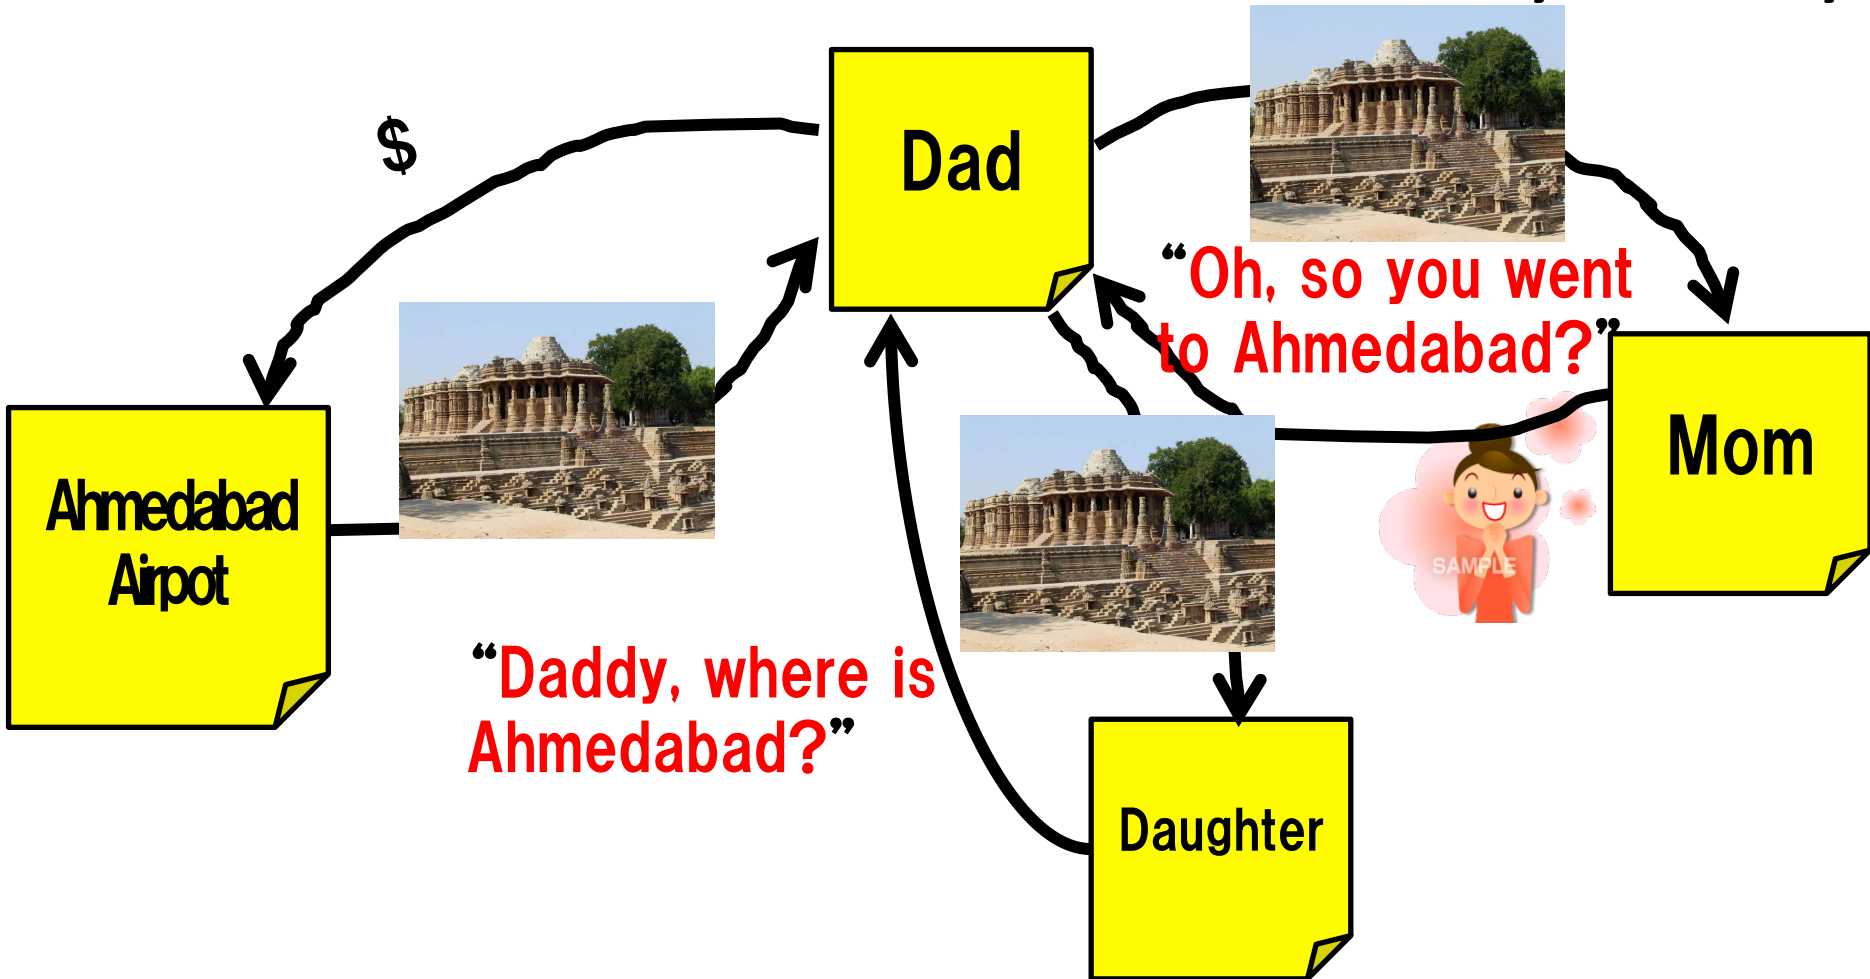 $
Dad
“Oh, so you went
to Ahmedabad?”
Mom
Ahmedabad
Airpot
SAMPLE
“Daddy, where is
Ahmedabad?”
Daughter